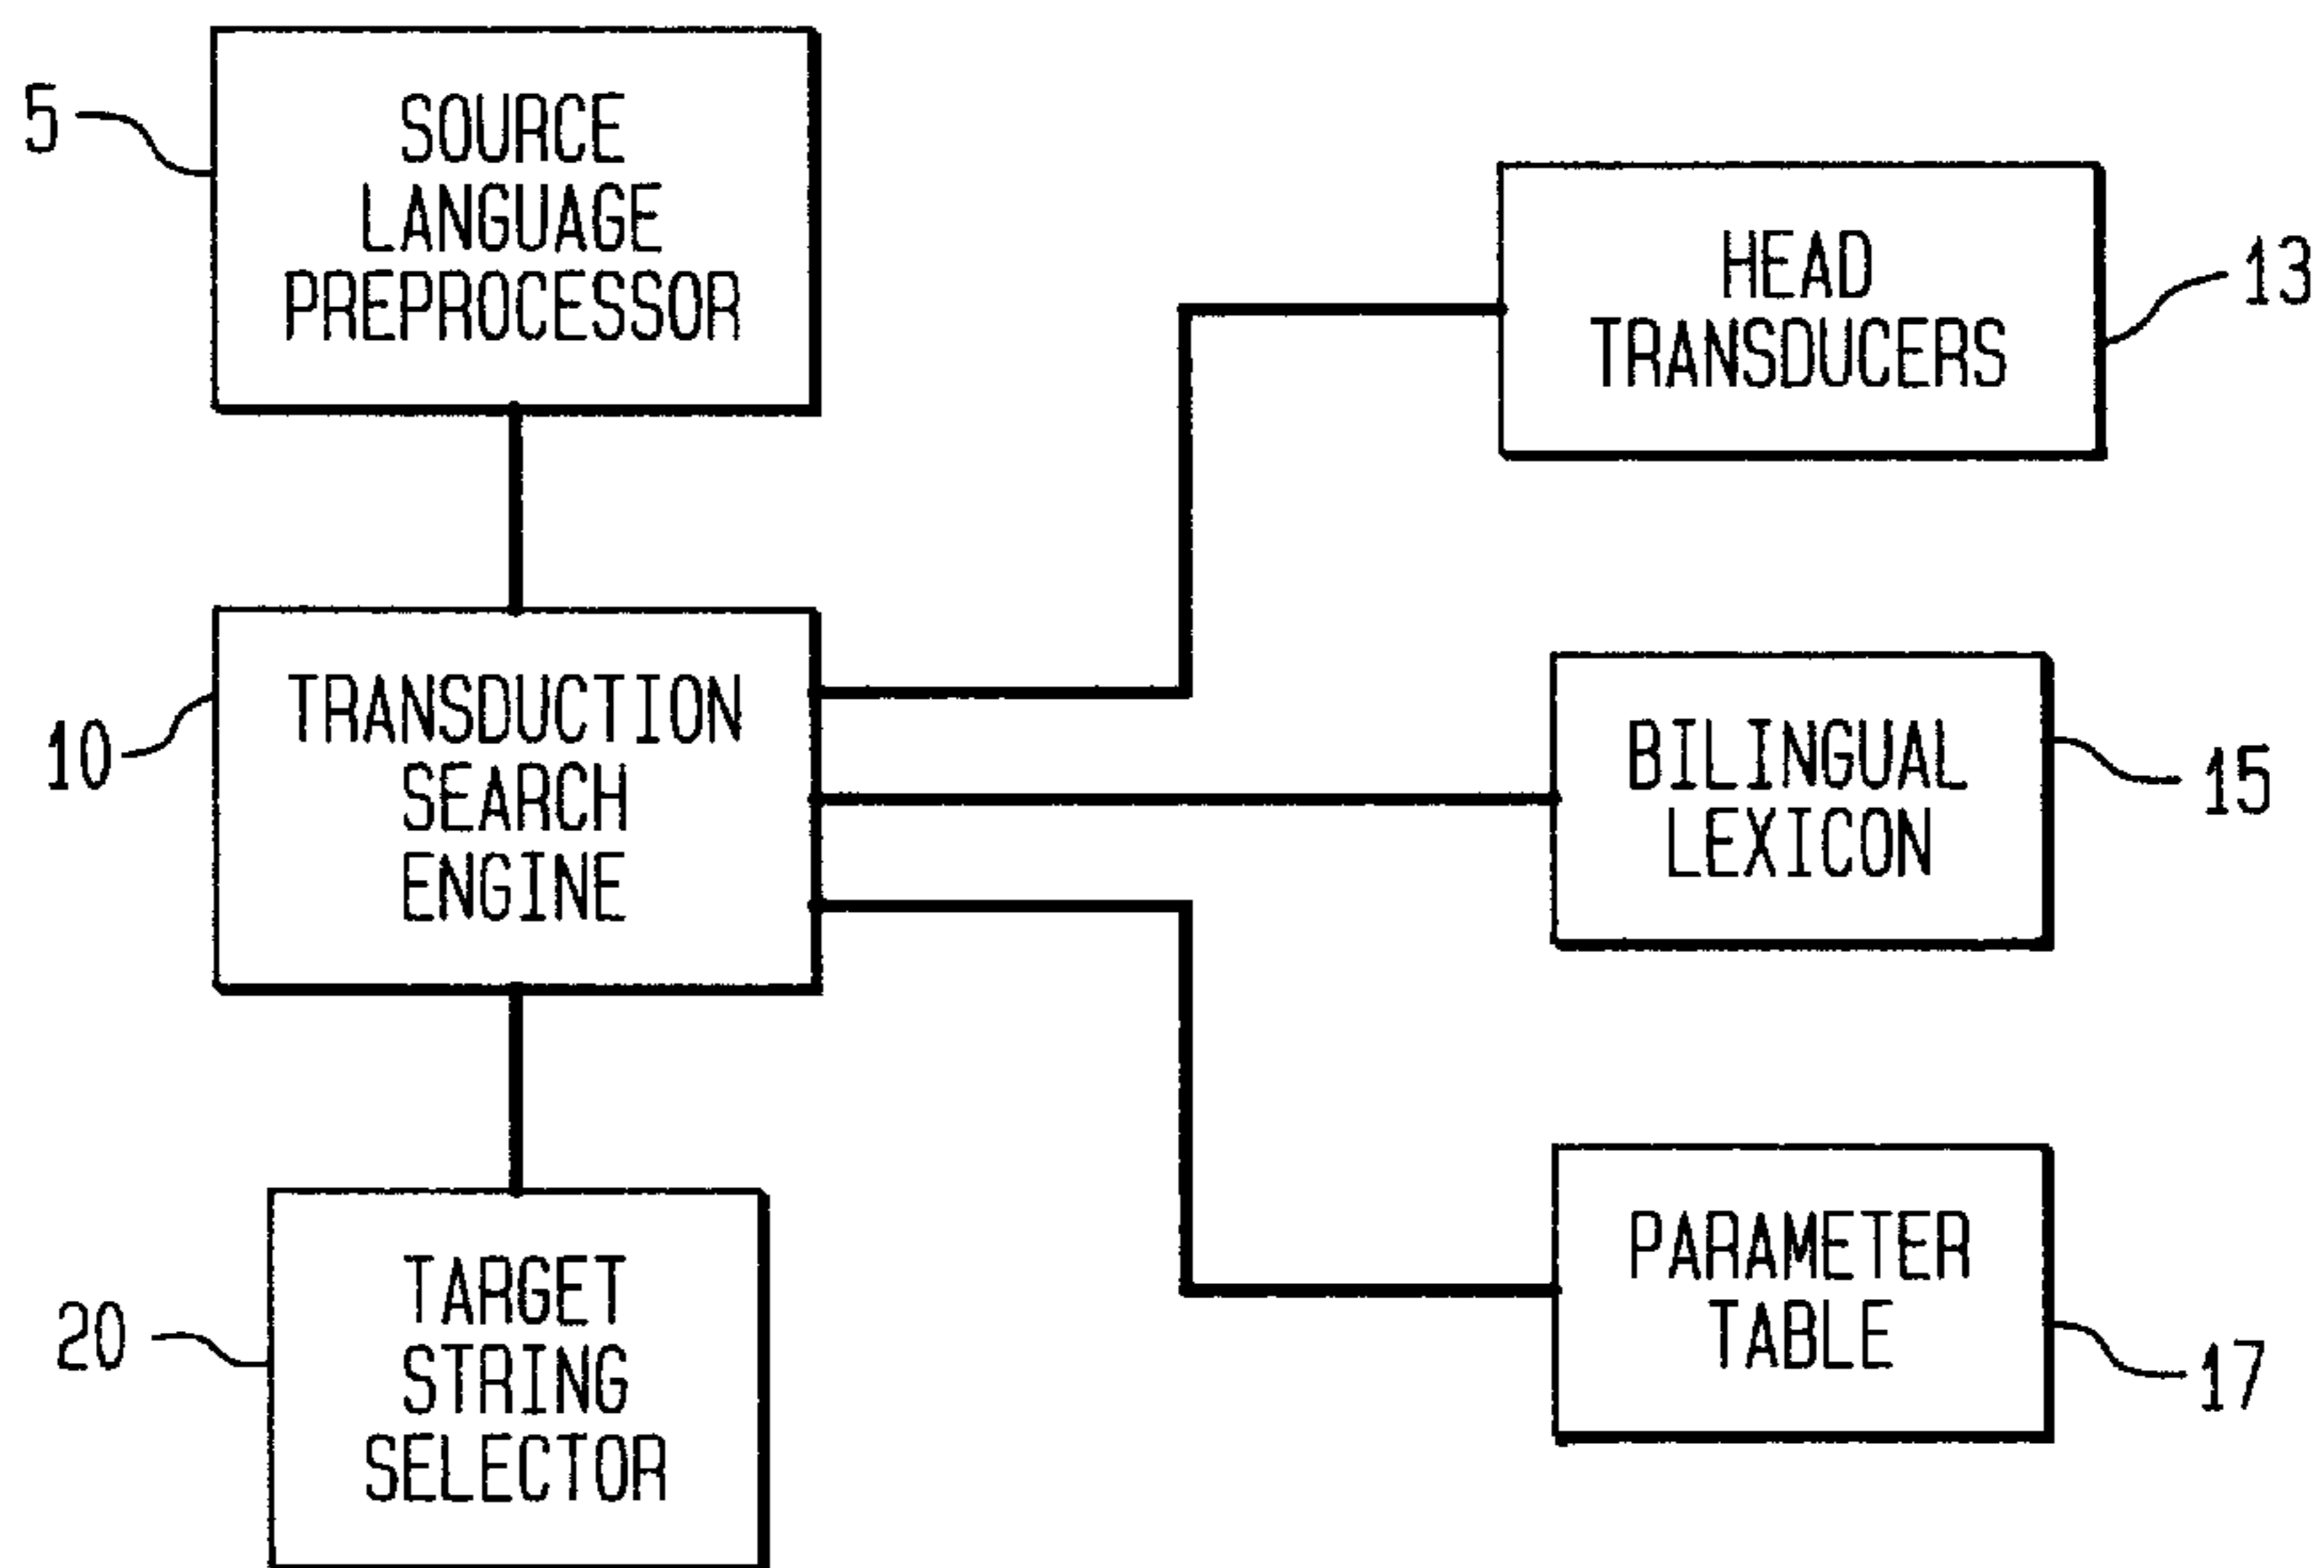 5
SOURCE
LANGUAGE
PREPROCESSOR
HEAD
TRANSDUCERS
13
10
TRANSDUCTION
SEARCH
ENGINE
BILINGUAL
LEXICON
15
20
TARGET
STRING
SELECTOR
PARAMETER
TABLE
17